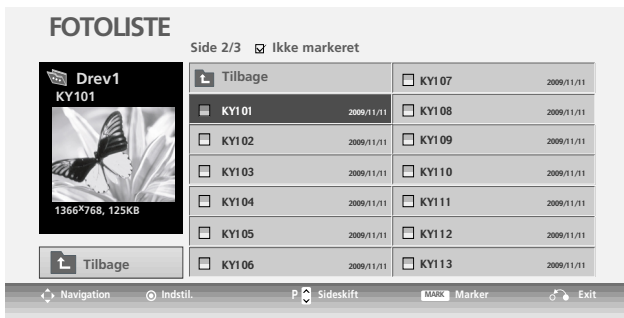 FOTOLISTE
Side 2/3 Ikke markeret
Drev1
KY101
1366x768, 125KB
Tilbage
Tilbage
KY101 2009/11/11
KY102 2009/11/11
KY103 2009/11/11
KY104 2009/11/11
KY105 2009/11/11
KY106 2009/11/11
KY107 2009/11/11
KY108 2009/11/11
KY109 2009/11/11
KY110 2009/11/11
KY111 2009/11/11
KY112 2009/11/11
KY113 2009/11/11
Navigation Indstil. P Sideskift MARK Marker Exit